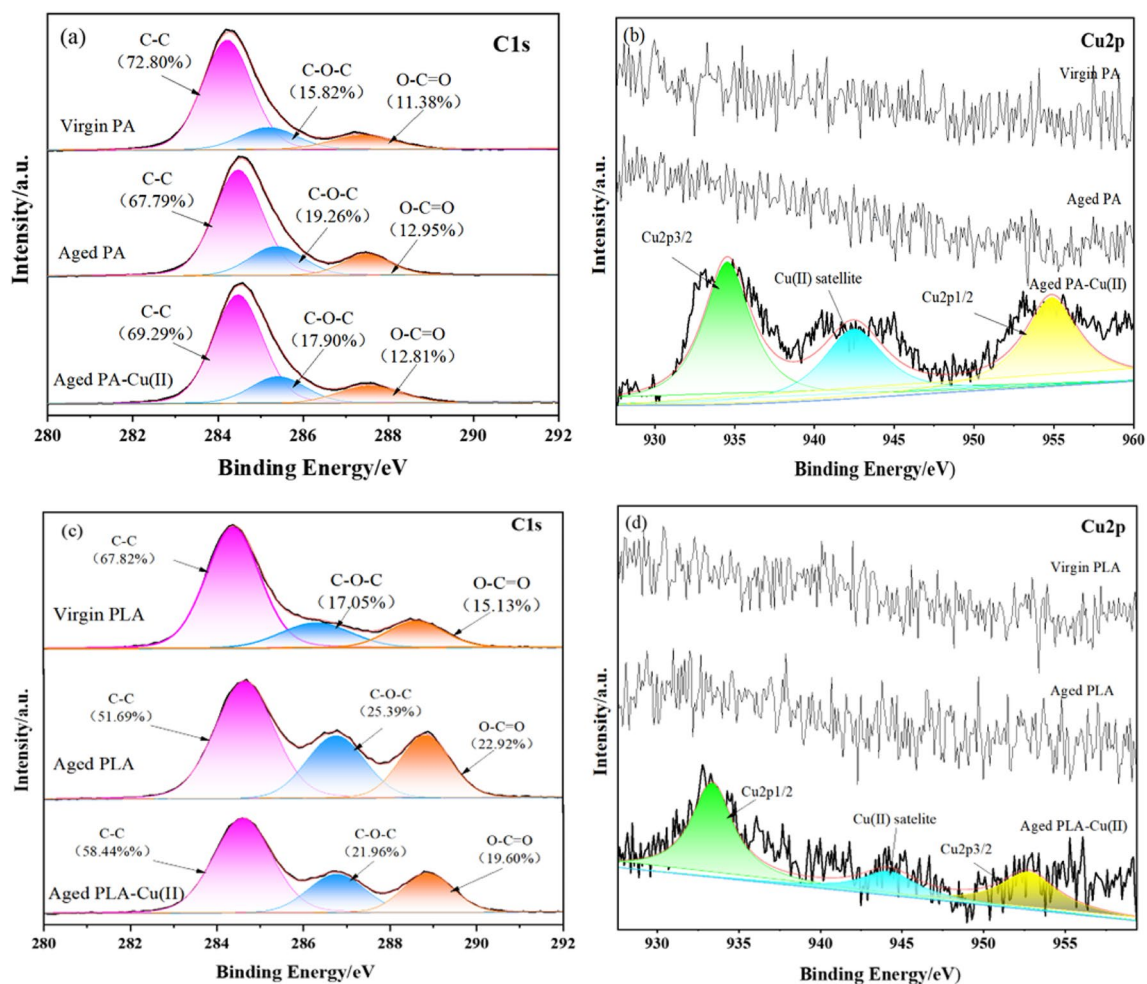 (a)
C1s
C-C
（72.80%）
C-O-C
（15.82%）
O-C=O
（11.38%）
Virgin PA
C-C
（67.79%）
C-O-C
（19.26%）
O-C=O
（12.95%）
Aged PA
C-C
（69.29%）
C-O-C
（17.90%）
O-C=O
（12.81%）
Aged PA-Cu(II)
Intensity/a.u.
280 282 284 286 288 290 292
Binding Energy/eV
(b)
Cu2p
Virgin PA
Aged PA
Cu2p3/2
Cu(II) satellite
Cu2p1/2
Aged PA-Cu(II)
Intensity/a.u.
930 935 940 945 950 955 960
Binding Energy/eV)
(c)
C1s
C-C
（67.82%）
C-O-C
（17.05%）
O-C=O
（15.13%）
Virgin PLA
C-C
（51.69%）
C-O-C
（25.39%）
O-C=O
（22.92%）
Aged PLA
C-C
（58.44%%）
C-O-C
（21.96%）
O-C=O
（19.60%）
Aged PLA-Cu(II)
Intensity/a.u.
280 282 284 286 288 290 292
Binding Energy/eV
(d)
Cu2p
Virgin PLA
Aged PLA
Cu2p1/2
Cu(II) satelite
Cu2p3/2
Aged PLA-Cu(II)
Intensity/a.u.
930 935 940 945 950 955
Binding Energy/eV)